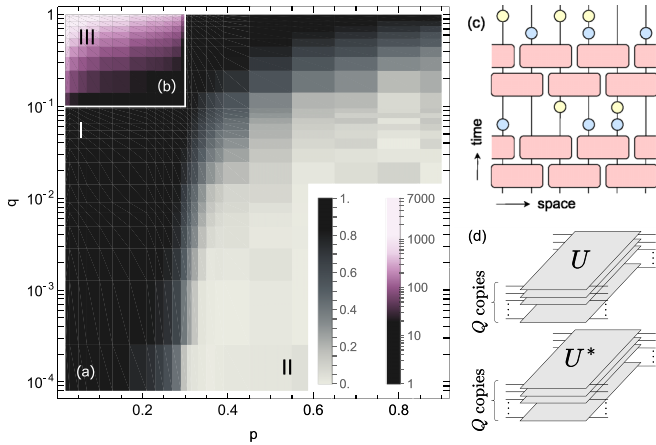 1
10⁻¹
10⁻²
10⁻³
10⁻⁴
q
III
(b)
I
(a)
II
1.
0.8
0.6
0.4
0.2
0.
7000
1000
100
10
1
0.2
0.4
0.6
0.8
p
(c)
time
space
(d)
U
Q copies
U*
Q copies